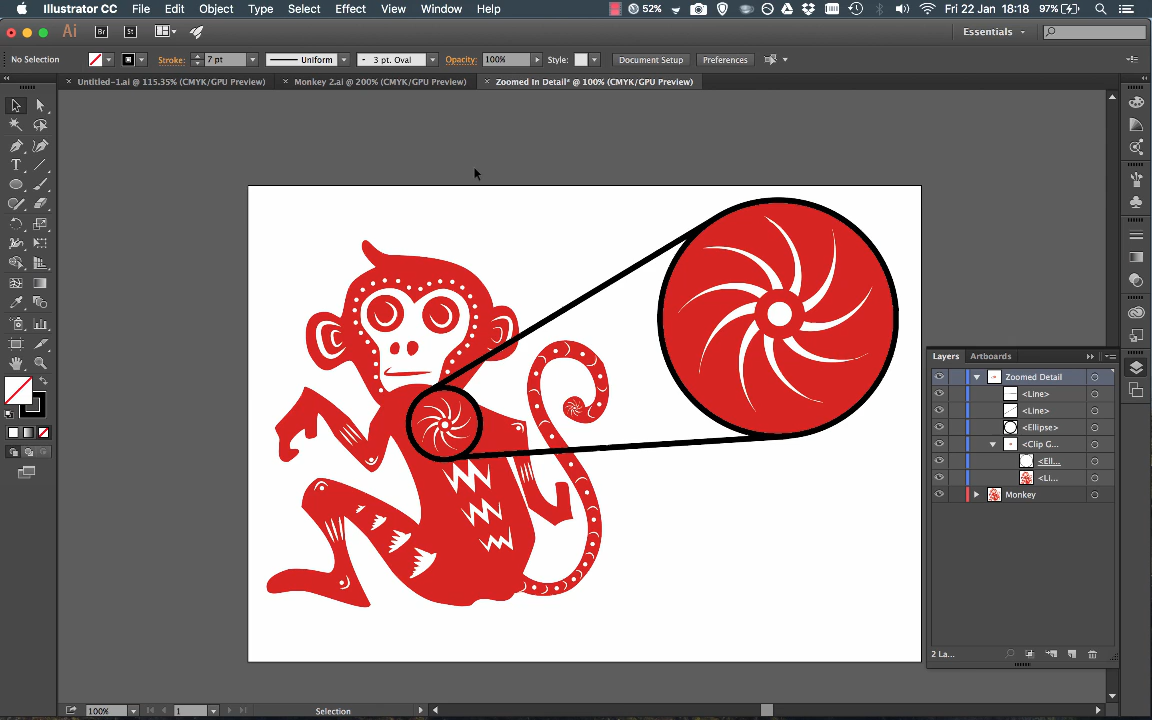 Illustrator CC File Edit Object Type Select Effect View Window Help 52% Fri 22 Jan 18:18 97%
Ai Br St Essentials
No Selection Stroke: 7 pt Uniform 3 pt. Oval Opacity: 100% Style: Document Setup Preferences
× Untitled-1.ai @ 115.35% (CMYK/GPU Preview) × Monkey 2.ai @ 200% (CMYK/GPU Preview) × Zoomed In Detail* @ 100% (CMYK/GPU Preview)
T
Layers Artboards
Zoomed Detail
<Line>
<Line>
<Ellipse>
<Clip G...
<Ell...
<Li...
Monkey
2 La...
100% 1 Selection